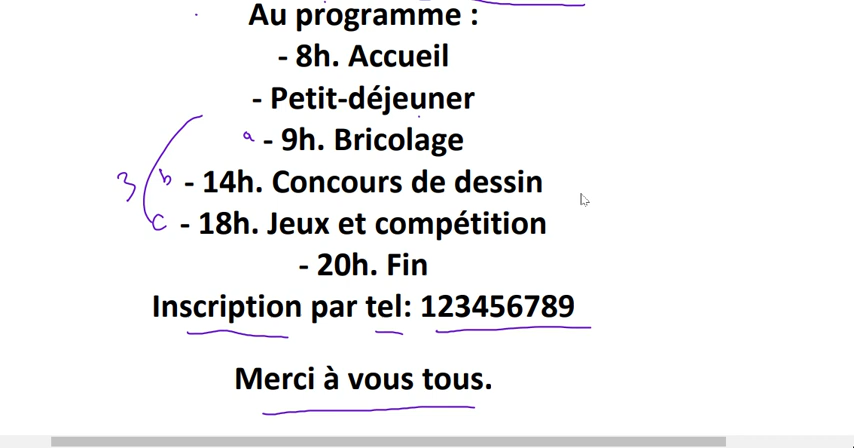 Au programme :
- 8h. Accueil
- Petit-déjeuner
a - 9h. Bricolage
3 b - 14h. Concours de dessin
c - 18h. Jeux et compétition
- 20h. Fin
Inscription par tel: 123456789
Merci à vous tous.